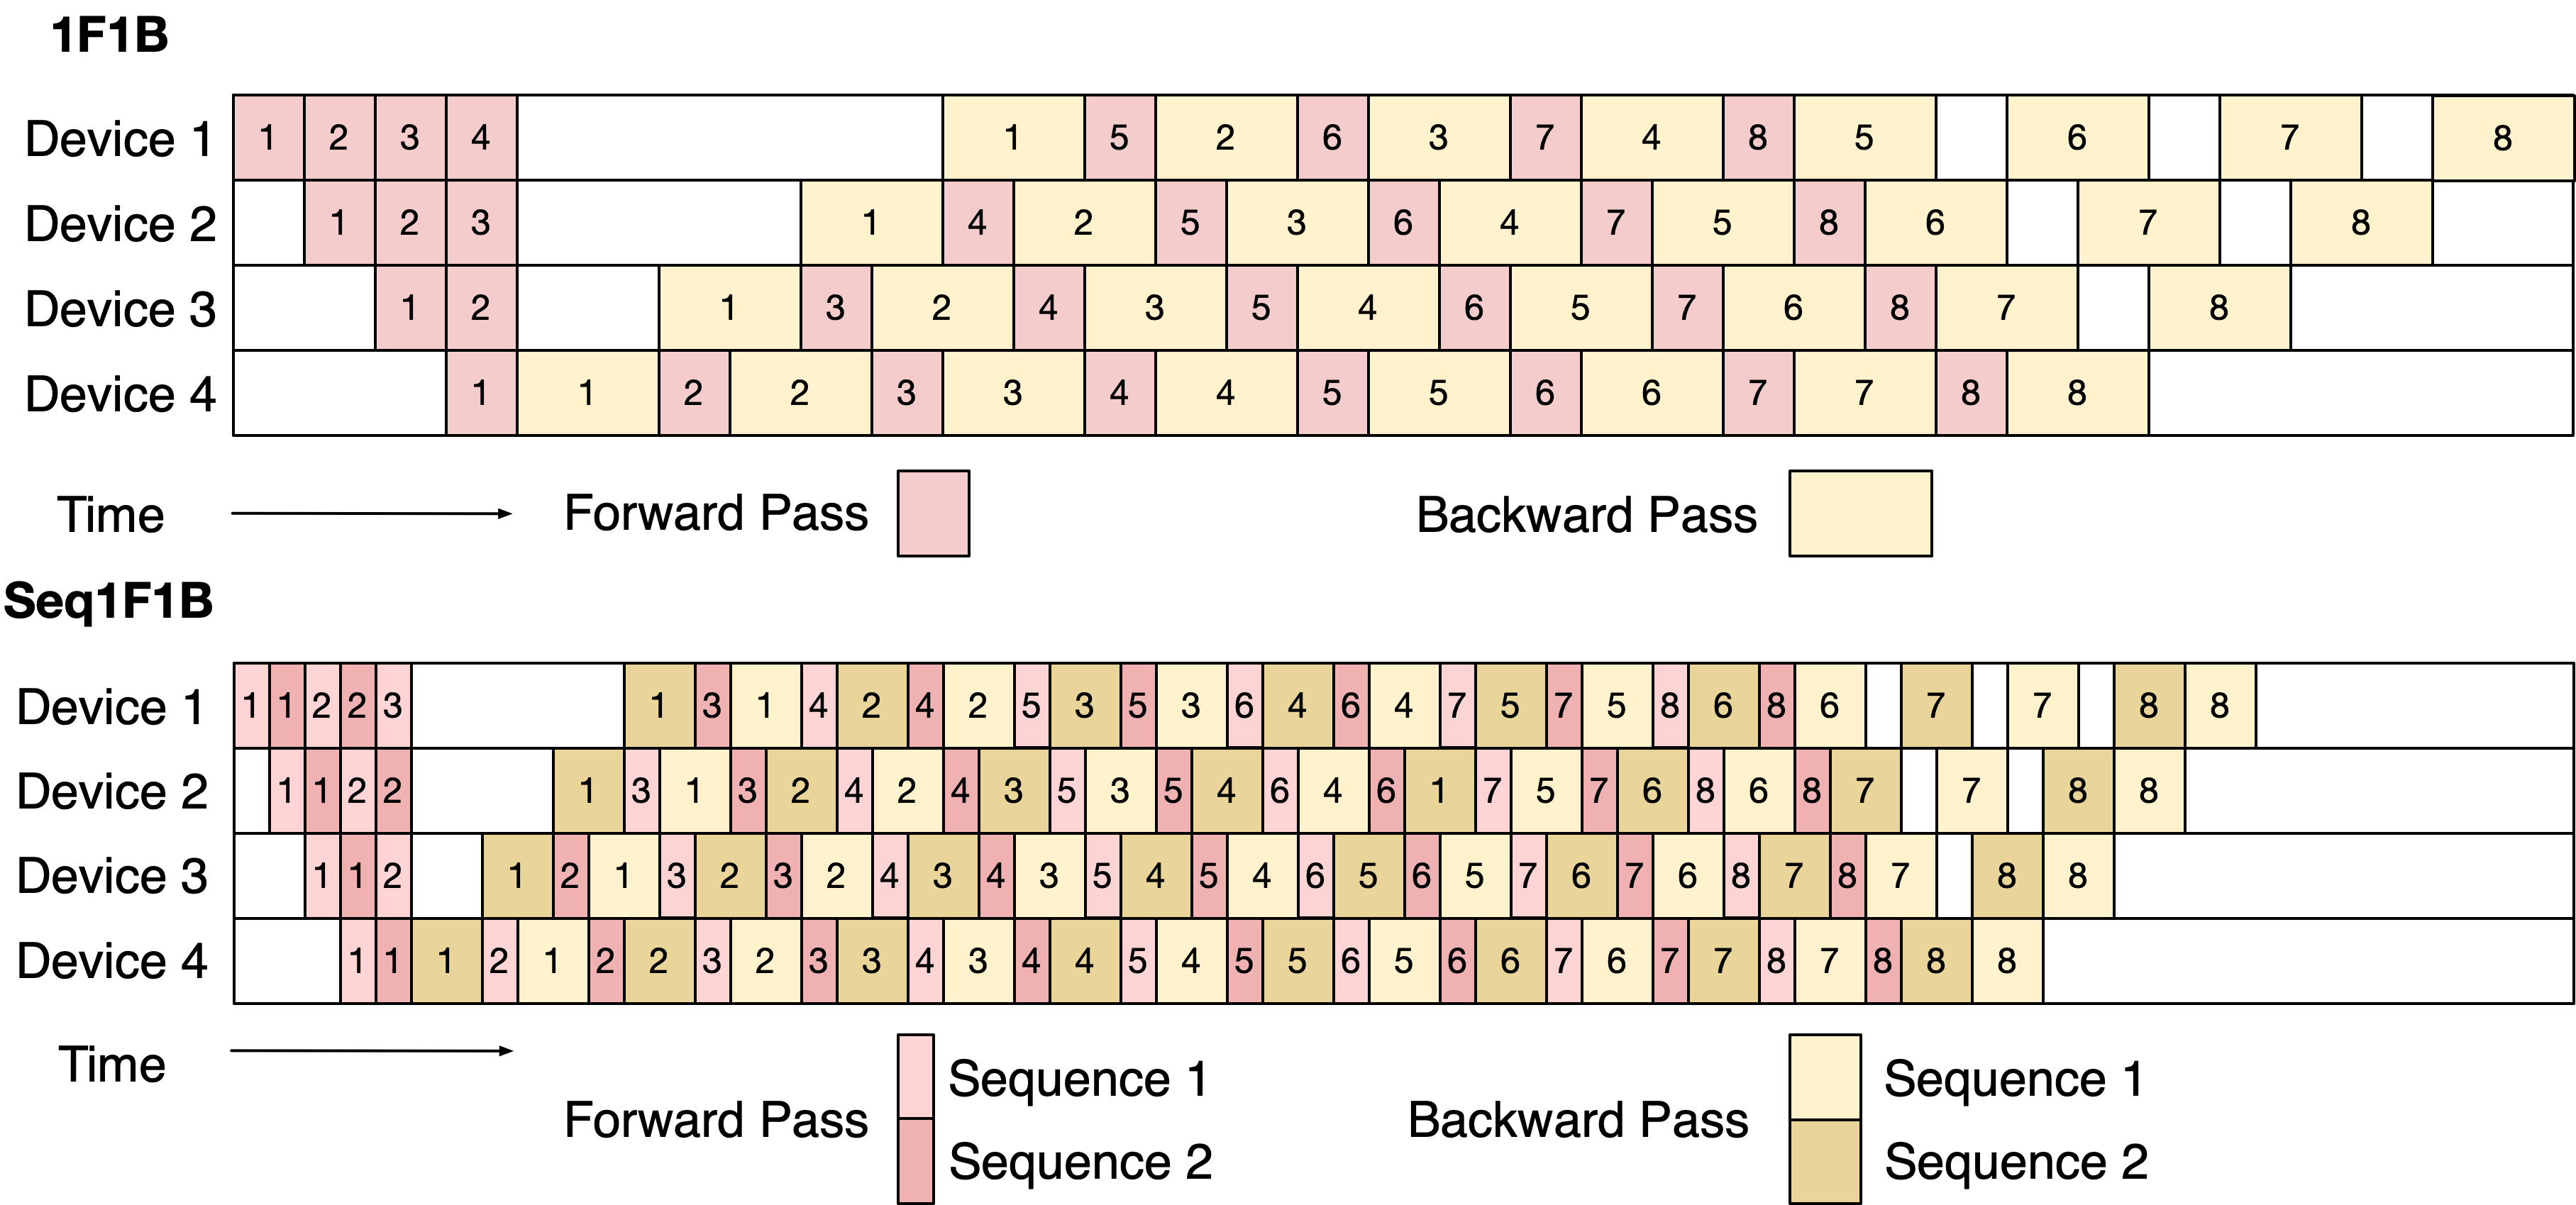 1F1B
Device 1 1 2 3 4 1 5 2 6 3 7 4 8 5 6 7 8
Device 2 1 2 3 1 4 2 5 3 6 4 7 5 8 6 7 8
Device 3 1 2 1 3 2 4 3 5 4 6 5 7 6 8 7 8
Device 4 1 1 2 2 3 3 4 4 5 5 6 6 7 7 8 8
Time Forward Pass Backward Pass
Seq1F1B
Device 1 1 1 2 2 3 1 3 1 4 2 4 2 5 3 5 3 6 4 6 4 7 5 7 5 8 6 8 6 7 7 8 8
Device 2 1 1 2 2 1 3 1 3 2 4 2 4 3 5 3 5 4 6 4 6 1 7 5 7 6 8 6 8 7 7 8 8
Device 3 1 1 2 1 2 1 3 2 3 2 4 3 4 3 5 4 5 4 6 5 6 5 7 6 7 6 8 7 8 7 8 8
Device 4 1 1 1 2 1 2 2 3 2 3 3 4 3 4 4 5 4 5 5 6 5 6 6 7 6 7 7 8 7 8 8 8
Time
Forward Pass
Sequence 1
Sequence 2
Backward Pass
Sequence 1
Sequence 2